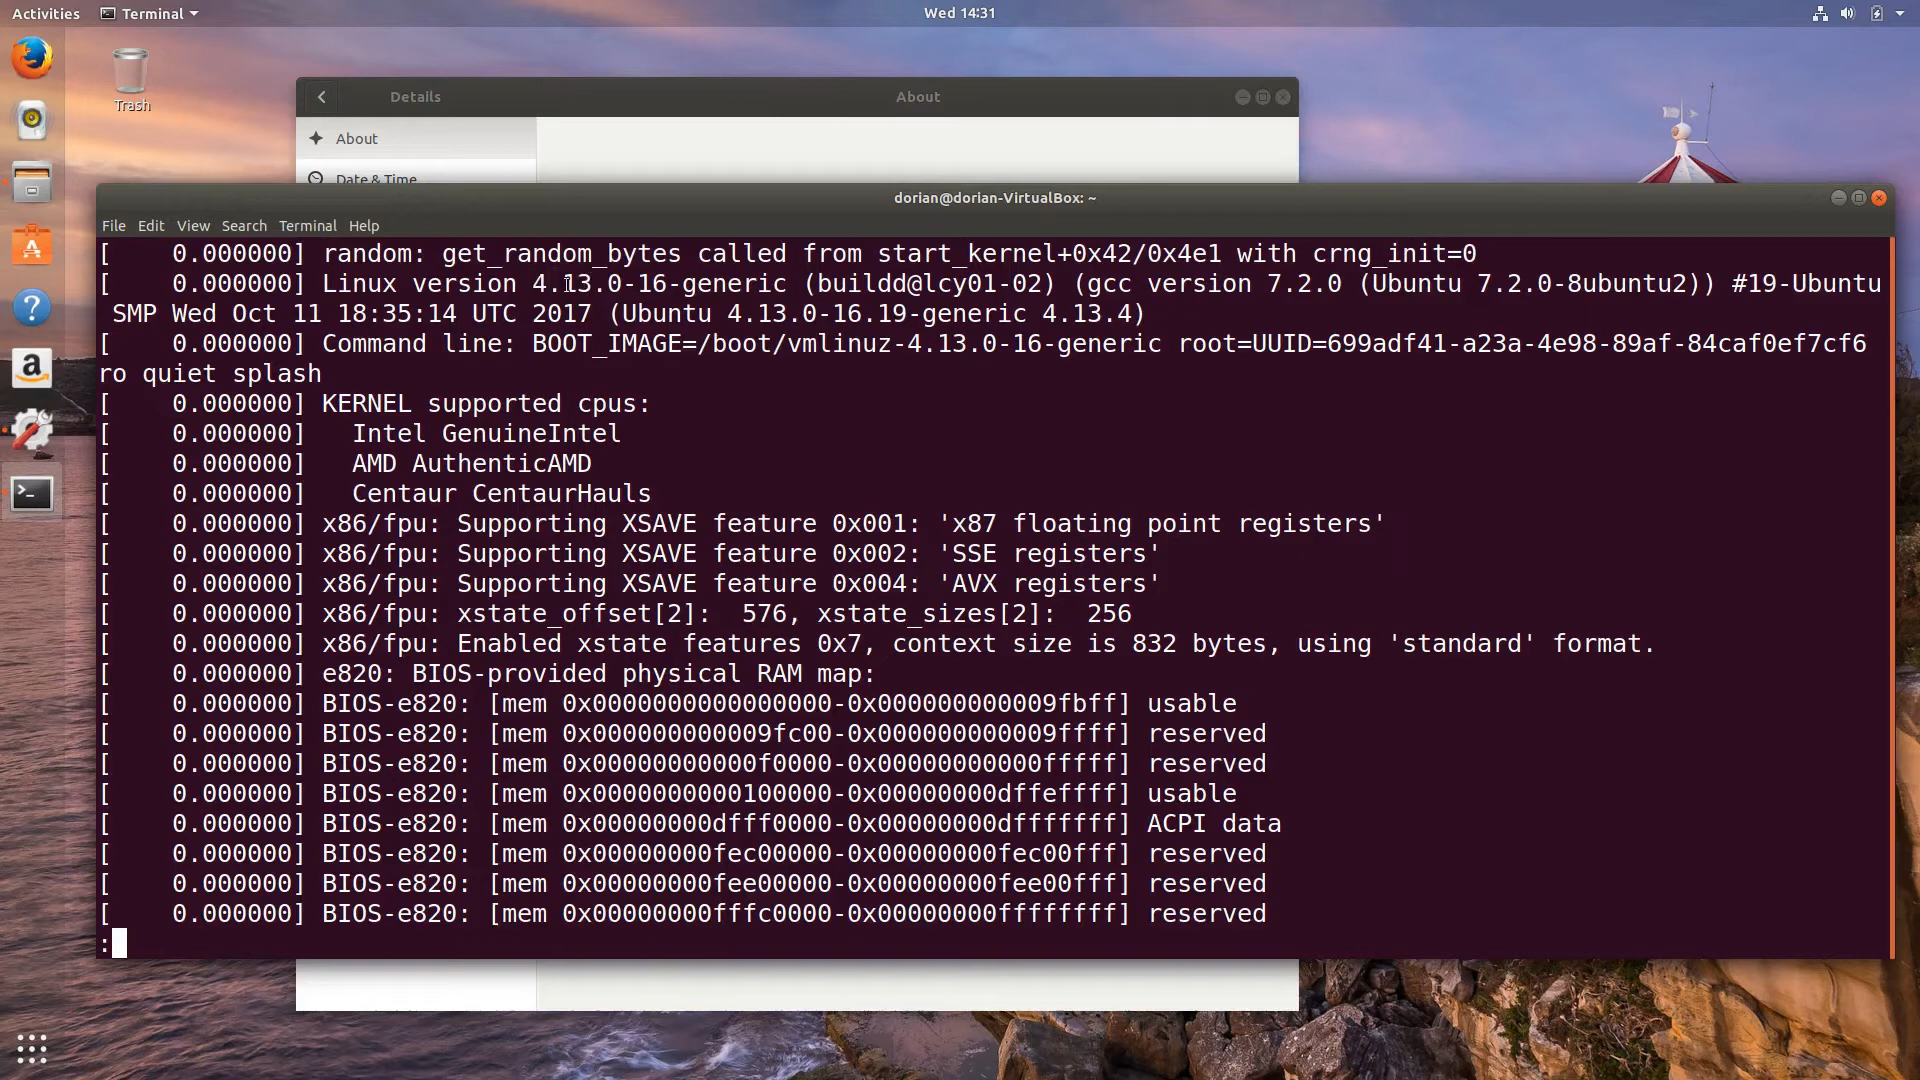 Activities Terminal Wed 14:31
Trash
Details About
About
Date & Time
dorian@dorian-VirtualBox: ~
File Edit View Search Terminal Help
[    0.000000] random: get_random_bytes called from start_kernel+0x42/0x4e1 with crng_init=0
[    0.000000] Linux version 4.13.0-16-generic (buildd@lcy01-02) (gcc version 7.2.0 (Ubuntu 7.2.0-8ubuntu2)) #19-Ubuntu
SMP Wed Oct 11 18:35:14 UTC 2017 (Ubuntu 4.13.0-16.19-generic 4.13.4)
[    0.000000] Command line: BOOT_IMAGE=/boot/vmlinuz-4.13.0-16-generic root=UUID=699adf41-a23a-4e98-89af-84caf0ef7cf6
ro quiet splash
[    0.000000] KERNEL supported cpus:
[    0.000000]   Intel GenuineIntel
[    0.000000]   AMD AuthenticAMD
[    0.000000]   Centaur CentaurHauls
[    0.000000] x86/fpu: Supporting XSAVE feature 0x001: 'x87 floating point registers'
[    0.000000] x86/fpu: Supporting XSAVE feature 0x002: 'SSE registers'
[    0.000000] x86/fpu: Supporting XSAVE feature 0x004: 'AVX registers'
[    0.000000] x86/fpu: xstate_offset[2]:  576, xstate_sizes[2]:  256
[    0.000000] x86/fpu: Enabled xstate features 0x7, context size is 832 bytes, using 'standard' format.
[    0.000000] e820: BIOS-provided physical RAM map:
[    0.000000] BIOS-e820: [mem 0x0000000000000000-0x000000000009fbff] usable
[    0.000000] BIOS-e820: [mem 0x000000000009fc00-0x000000000009ffff] reserved
[    0.000000] BIOS-e820: [mem 0x00000000000f0000-0x00000000000fffff] reserved
[    0.000000] BIOS-e820: [mem 0x0000000000100000-0x00000000dffeffff] usable
[    0.000000] BIOS-e820: [mem 0x00000000dfff0000-0x00000000dfffffff] ACPI data
[    0.000000] BIOS-e820: [mem 0x00000000fec00000-0x00000000fec00fff] reserved
[    0.000000] BIOS-e820: [mem 0x00000000fee00000-0x00000000fee00fff] reserved
[    0.000000] BIOS-e820: [mem 0x00000000fffc0000-0x00000000ffffffff] reserved
: